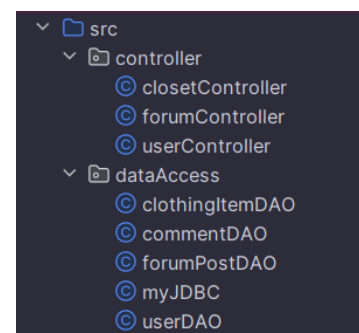 src
controller
closetController
forumController
userController
dataAccess
clothingItemDAO
commentDAO
forumPostDAO
myJDBC
userDAO